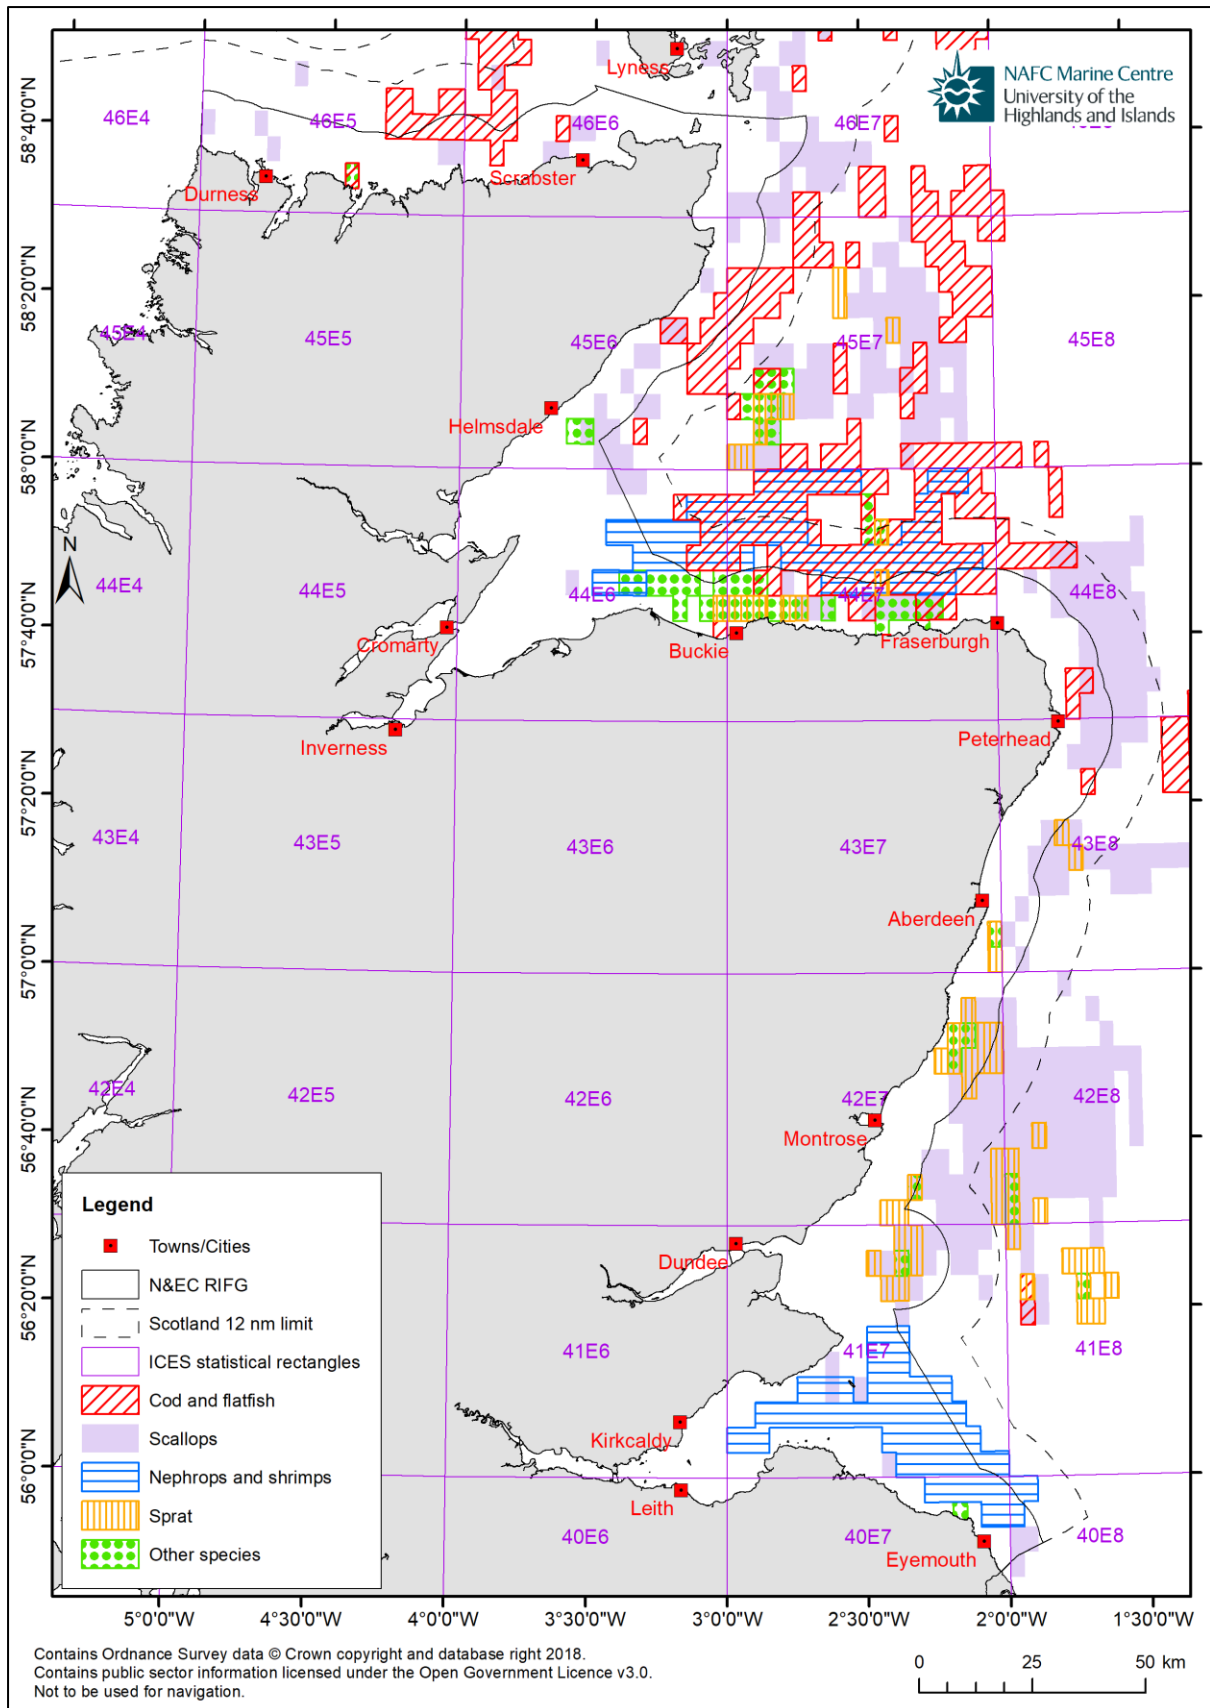 Lyness
NAFC Marine Centre
University of the
Highlands and Islands
46E4
46E5
46E6
46E7
58°40'0"N
Durness
Scrabster
58°20'0"N
45E4
45E5
45E6
45E7
45E8
Helmsdale
58°0'0"N
N
44E4
44E5
44E6
44E7
44E8
57°40'0"N
Cromarty
Buckie
Fraserburgh
Inverness
Peterhead
57°20'0"N
43E4
43E5
43E6
43E7
43E8
Aberdeen
57°0'0"N
42E4
42E5
42E6
42E7
42E8
56°40'0"N
Montrose
Legend
Towns/Cities
N&EC RIFG
Scotland 12 nm limit
ICES statistical rectangles
Cod and flatfish
Scallops
Nephrops and shrimps
Sprat
Other species
Dundee
56°20'0"N
41E6
41E7
41E8
Kirkcaldy
56°0'0"N
Leith
40E6
40E7
40E8
Eyemouth
5°0'0"W
4°30'0"W
4°0'0"W
3°30'0"W
3°0'0"W
2°30'0"W
2°0'0"W
1°30'0"W
Contains Ordnance Survey data © Crown copyright and database right 2018.
Contains public sector information licensed under the Open Government Licence v3.0.
Not to be used for navigation.
0 25 50 km